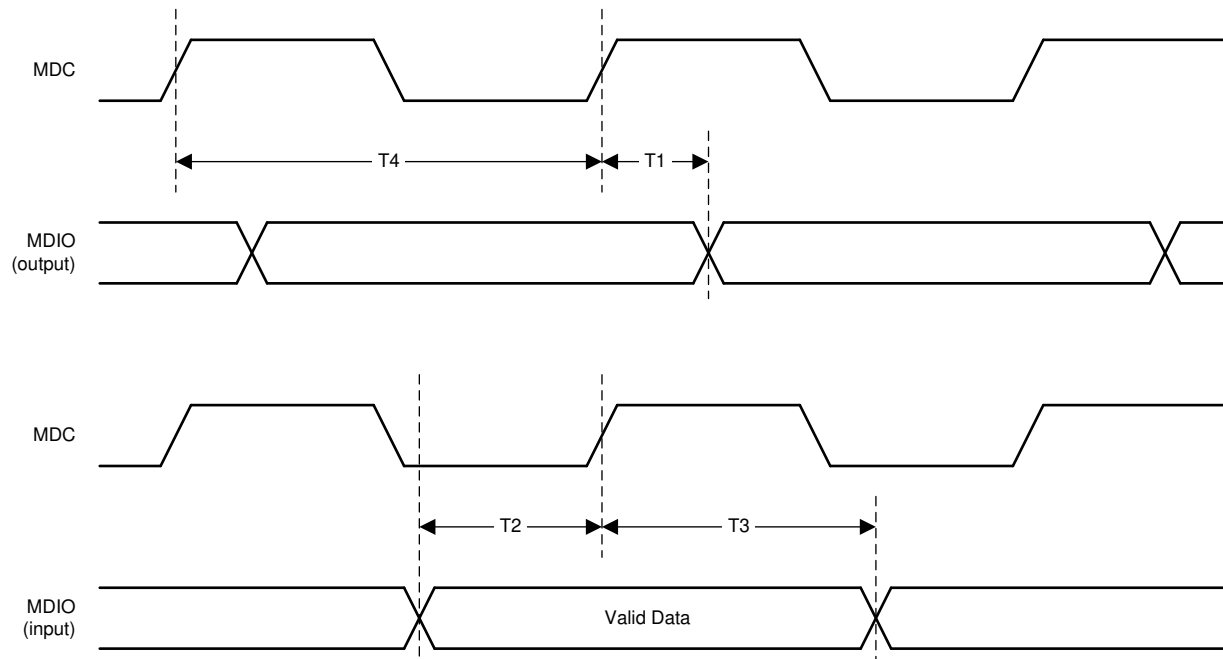 MDC
T4
T1
MDIO
(output)
MDC
T2
T3
MDIO
(input)
Valid Data